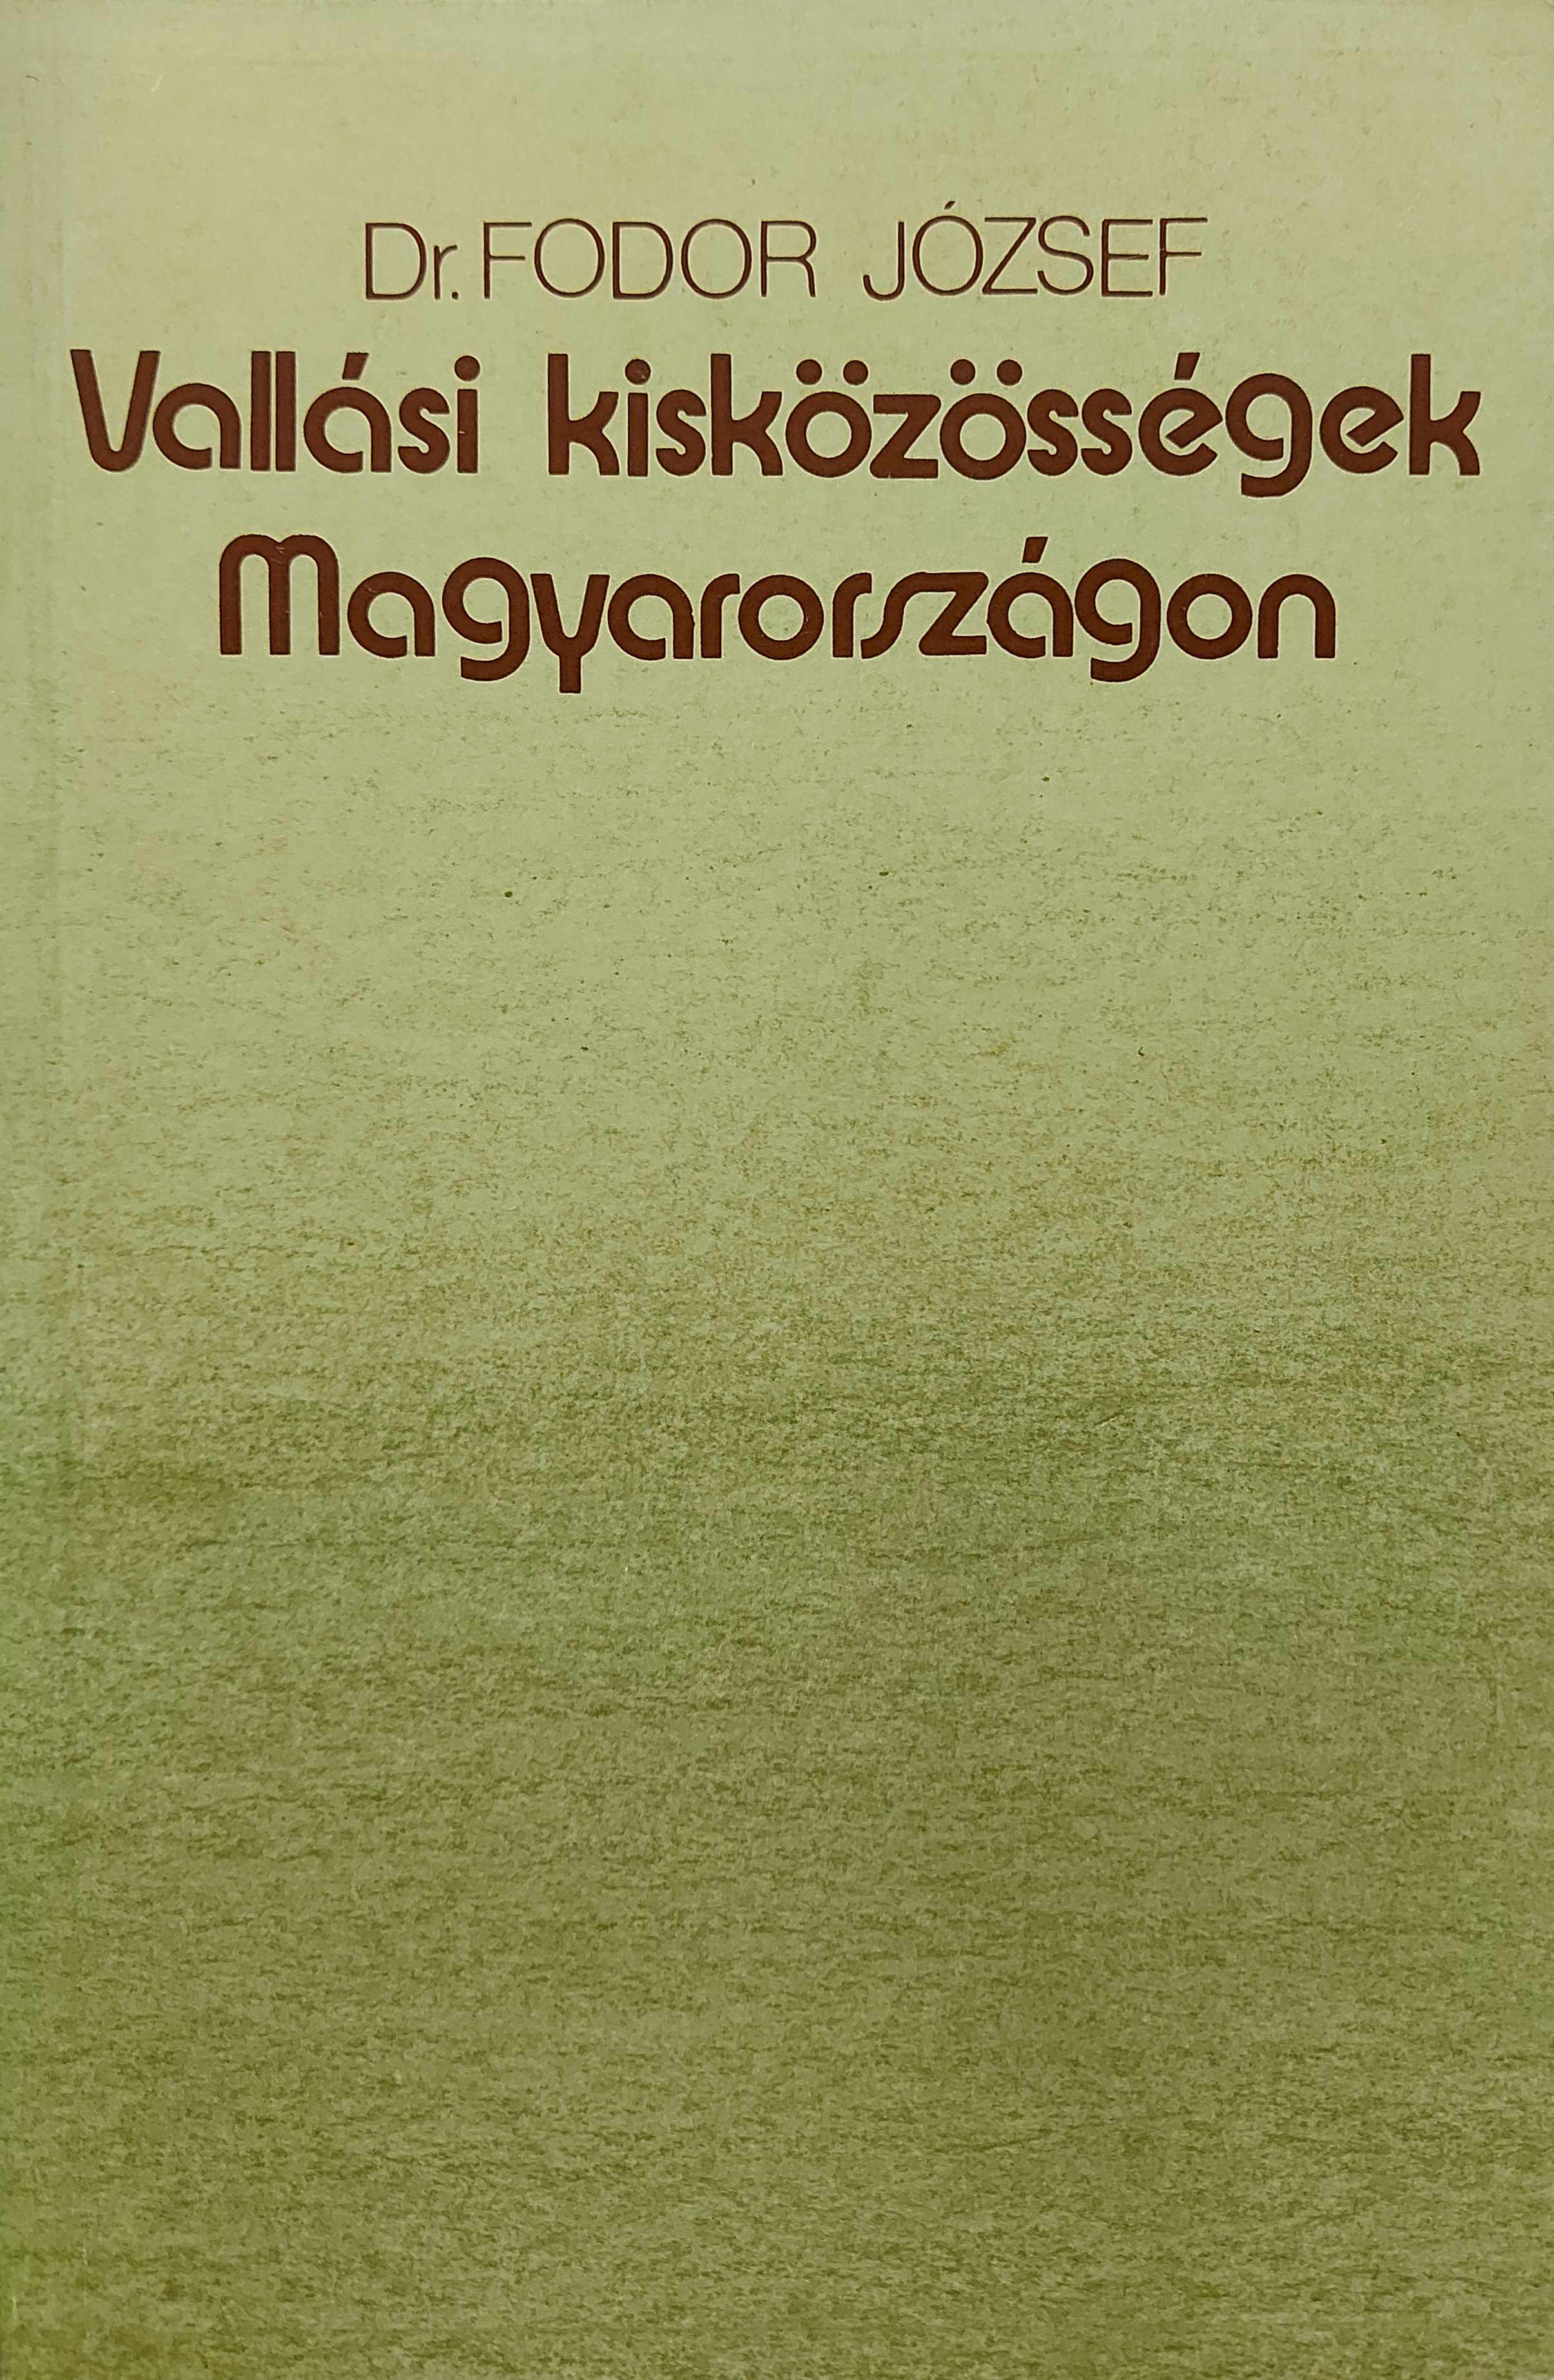 Dr. FODOR JÓZSEF
Vallási kisközösségek
Magyarországon